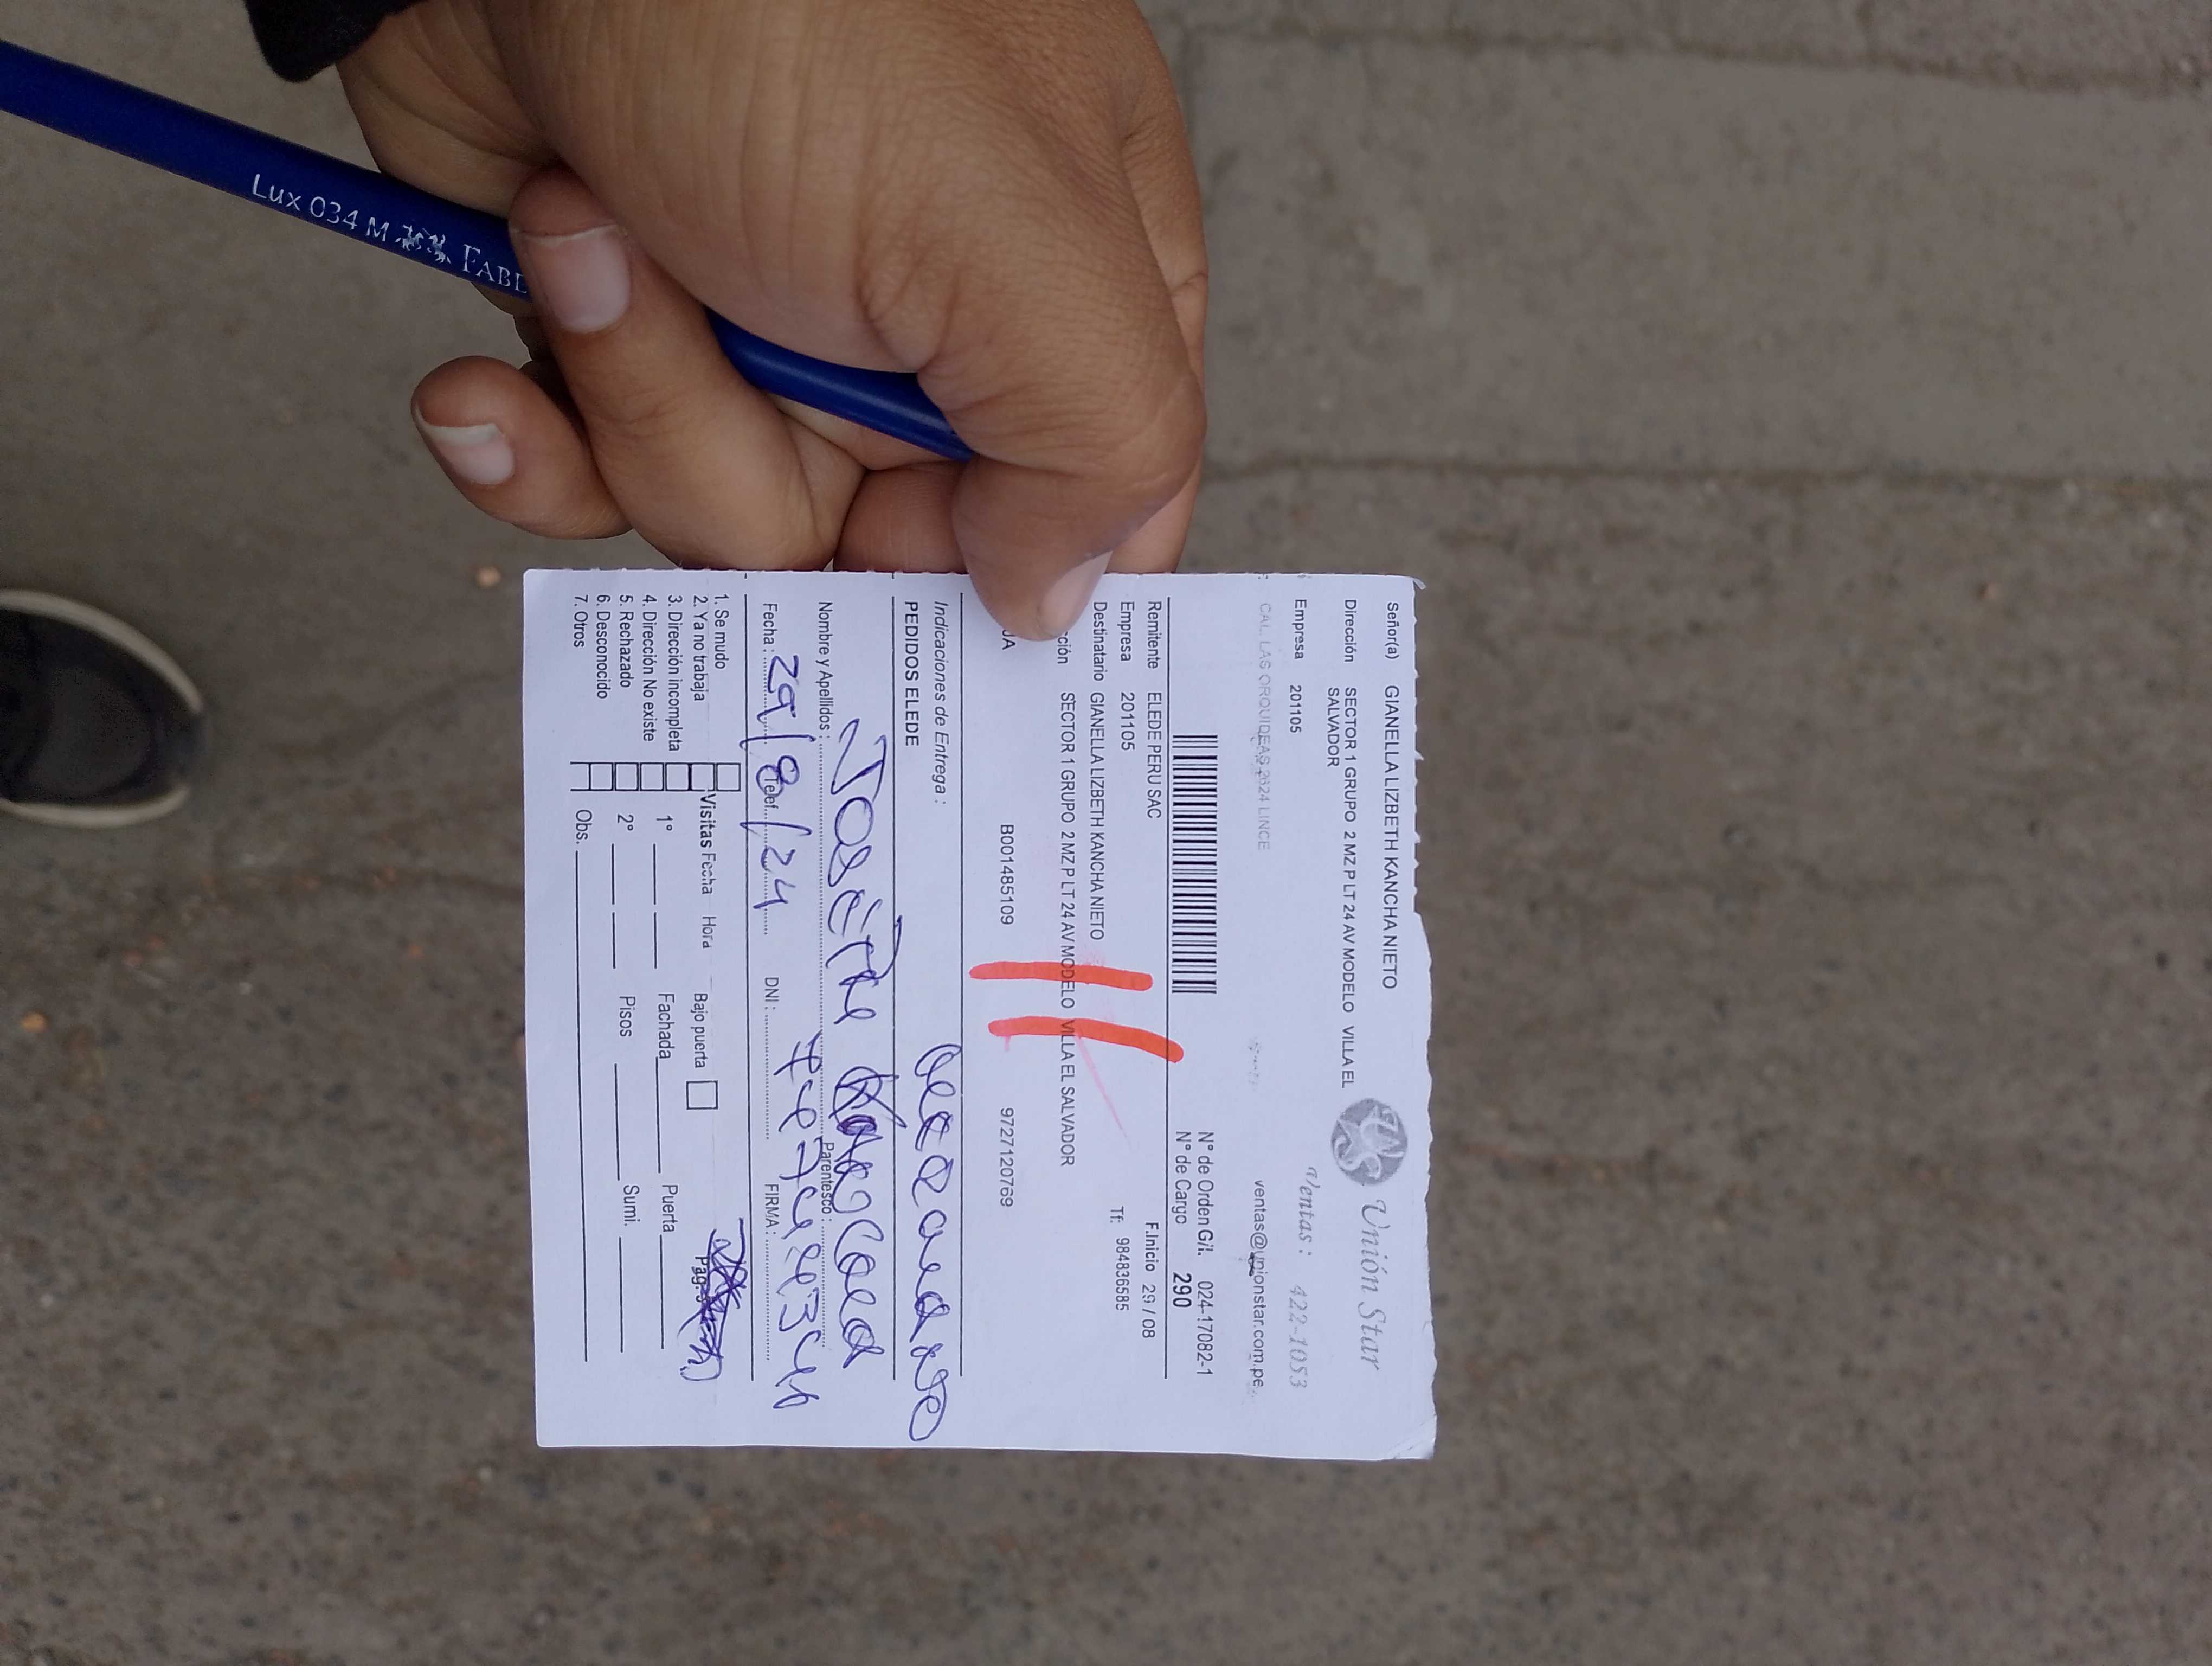 Señor(a) GIANELLA LIZBETH KANCHA NIETO
Dirección SECTOR 1 GRUPO 2 MZ P LT 24 AV MODELO VILLA EL
SALVADOR
Unión Star
Empresa 201105
Ventas : 422-1053
CAL. LAS ORQUIDEAS 2624 LINCE
ventas@unionstar.com.pe
N° de Orden G/I. 024-17082-1
N° de Cargo 290
Remitente ELEDE PERU SAC F.Inicio 29 / 08
Empresa 201105 Tf: 984836585
Destinatario GIANELLA LIZBETH KANCHA NIETO
cción SECTOR 1 GRUPO 2 MZ P LT 24 AV MODELO VILLA EL SALVADOR
JA B001485109 9727120769
Indicaciones de Entrega :
PEDIDOS ELEDE
Nombre y Apellidos : Parentesco :
Fecha : 29/8/24 Telef. DNI : FIRMA :
1. Se mudo
2. Ya no trabaja Visitas Fecha Hora Bajo puerta Pag.
3. Dirección incompleta 1° Fachada Puerta
4. Dirección No existe
5. Rechazado 2° Pisos Sumi.
6. Desconocido
7. Otros Obs.
Lux 034 M FABE